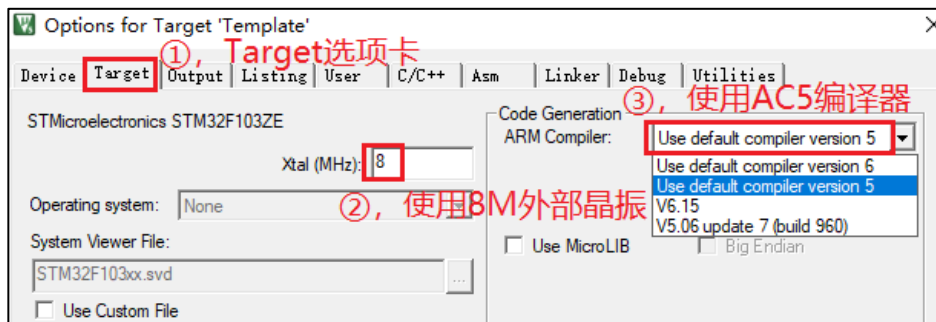 Options for Target 'Template'
①，Target选项卡
Device Target Output Listing User C/C++ Asm Linker Debug Utilities
③，使用AC5编译器
STMicroelectronics STM32F103ZE
Code Generation
ARM Compiler: Use default compiler version 5
Xtal (MHz): 8
Use default compiler version 6
Use default compiler version 5
V6.15
V5.06 update 7 (build 960)
Operating system: None
②，使用8M外部晶振
System Viewer File:
Use MicroLIB
Big Endian
STM32F103xx.svd
...
Use Custom File